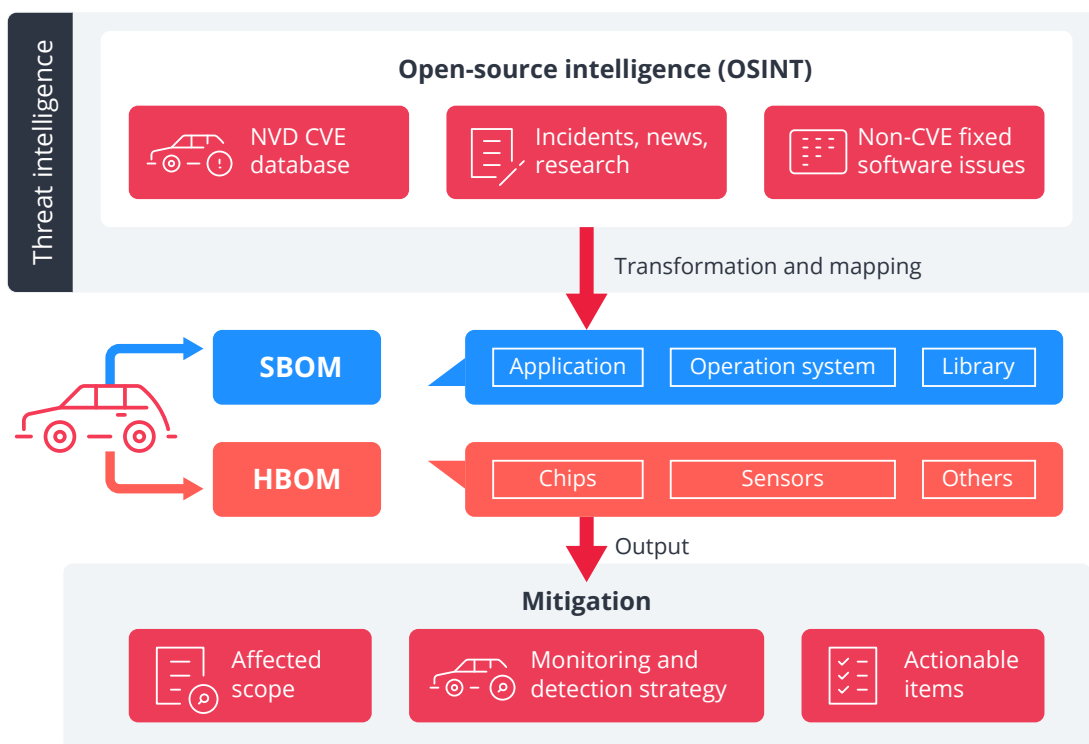 Threat intelligence
Open-source intelligence (OSINT)
NVD CVE
database
Incidents, news,
research
Non-CVE fixed
software issues
Transformation and mapping
SBOM
Application
Operation system
Library
HBOM
Chips
Sensors
Others
Output
Mitigation
Affected
scope
Monitoring and
detection strategy
Actionable
items